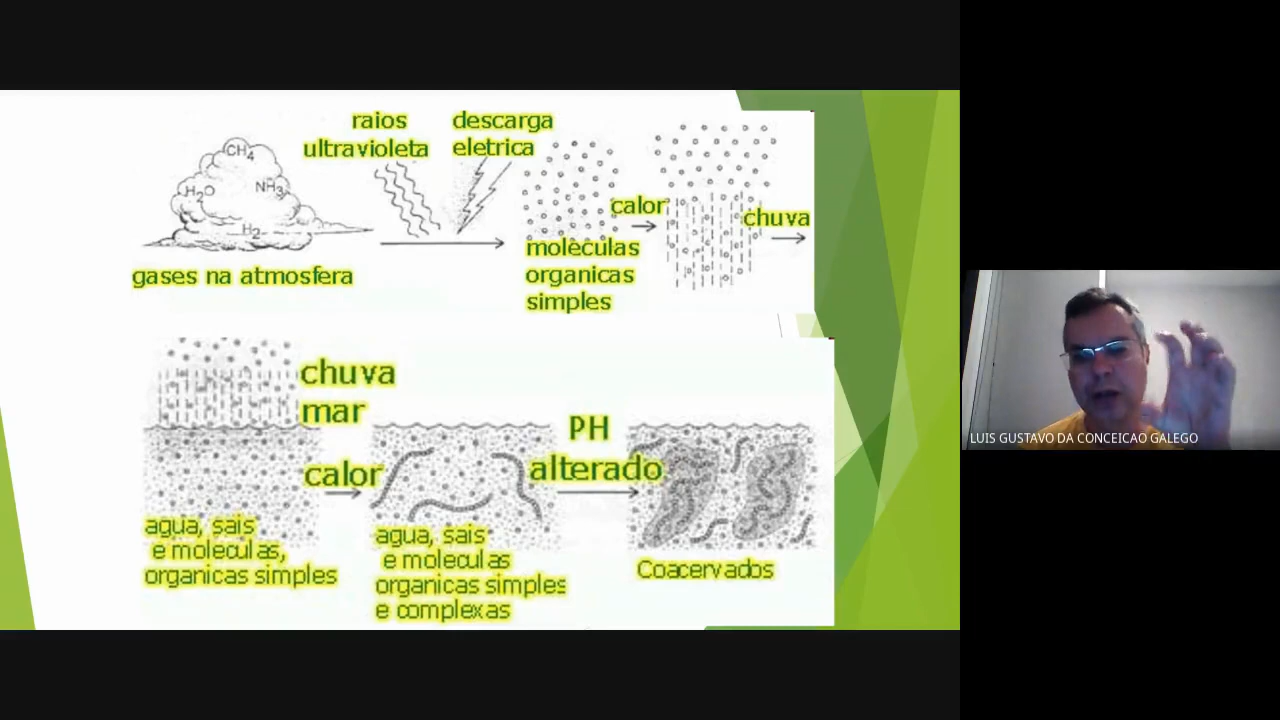 raios
ultravioleta
descarga
eletrica
CH4
H2O
NH3
H2
calor
chuva
gases na atmosfera
moleculas
organicas
simples
chuva
mar
calor
PH
alterado
agua, sais
e moleculas,
organicas simples
agua, sais
e moleculas
organicas simples
e complexas
Coacervados
LUIS GUSTAVO DA CONCEICAO GALEGO